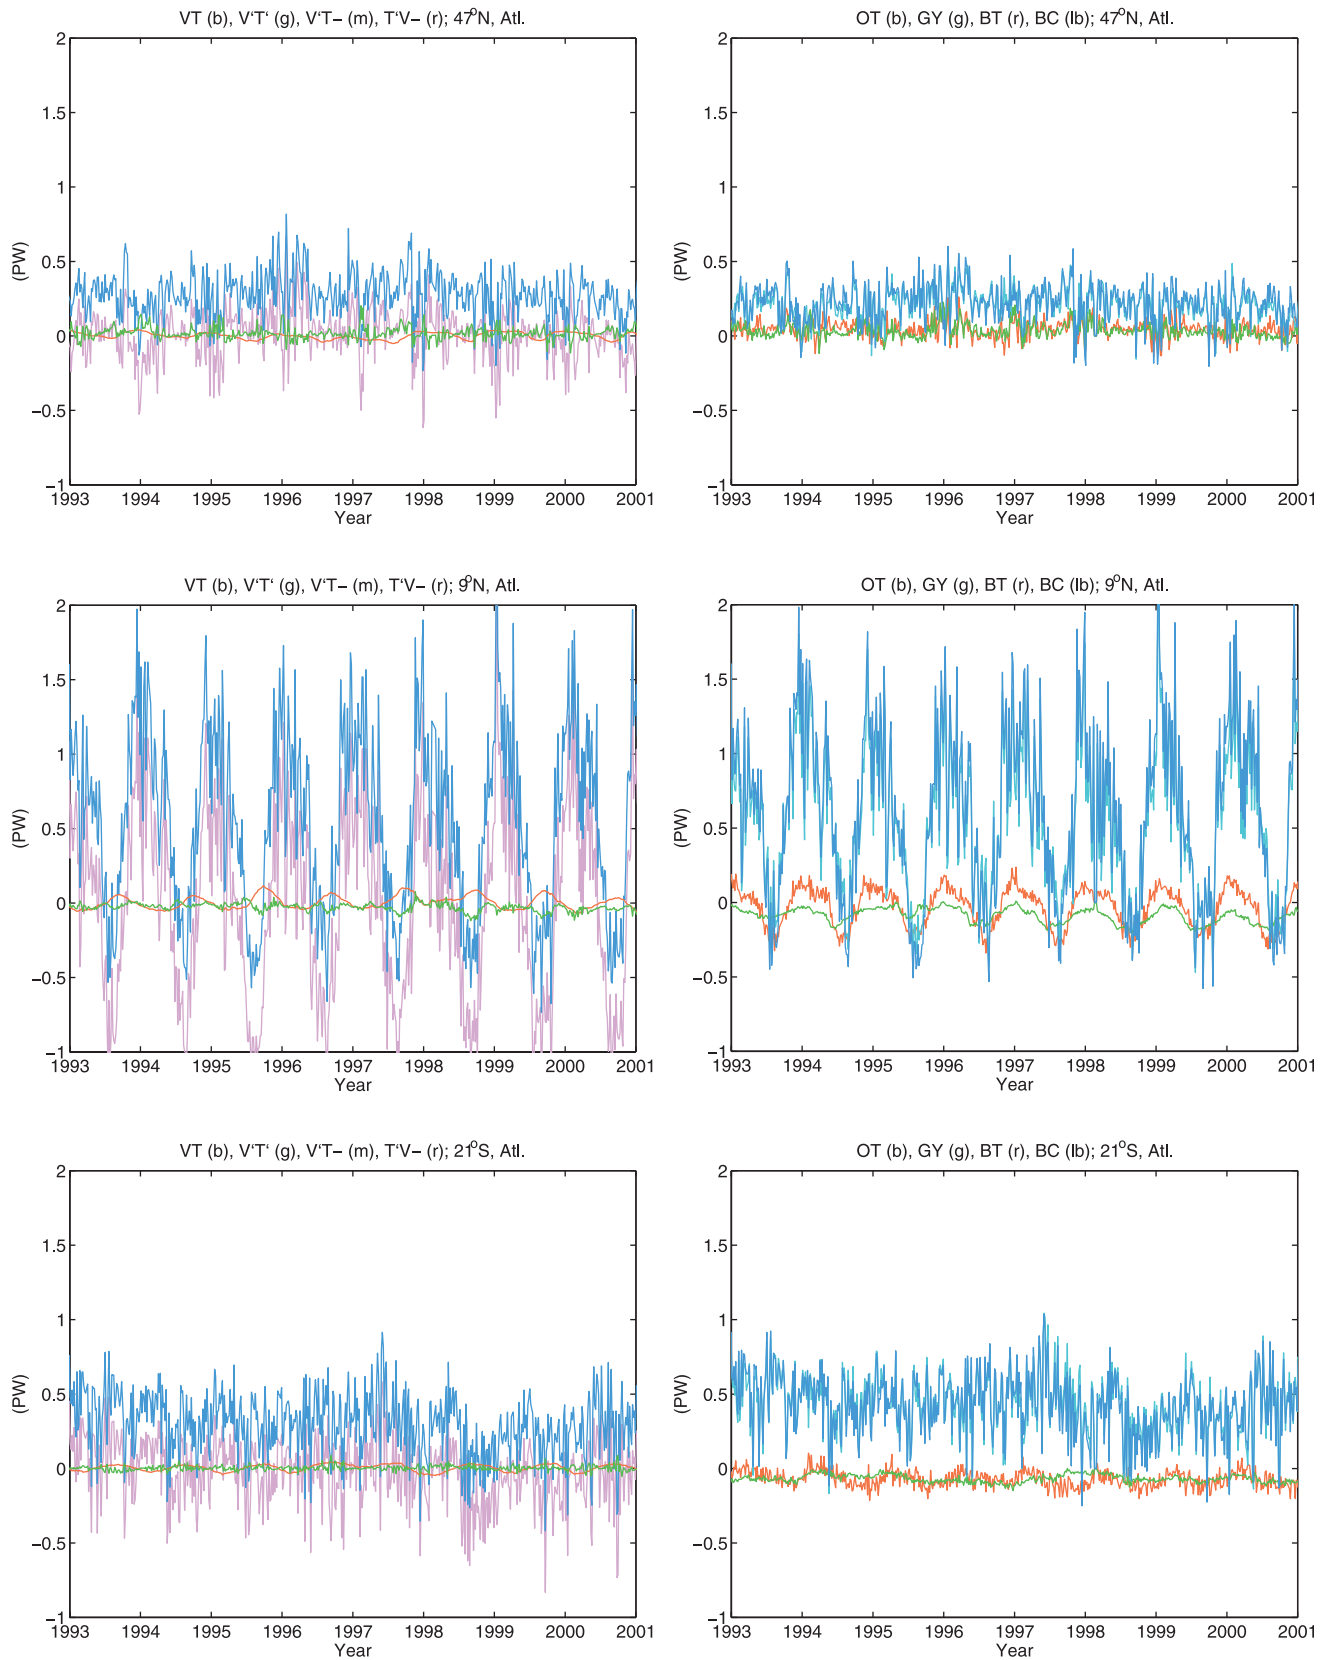 VT (b), V‘T‘ (g), V‘T− (m), T‘V− (r); 47°N, Atl.
2
1.5
1
0.5
0
−0.5
−1
(PW)
1993 1994 1995 1996 1997 1998 1999 2000 2001
Year
OT (b), GY (g), BT (r), BC (lb); 47°N, Atl.
2
1.5
1
0.5
0
−0.5
−1
(PW)
1993 1994 1995 1996 1997 1998 1999 2000 2001
Year
VT (b), V‘T‘ (g), V‘T− (m), T‘V− (r); 9°N, Atl.
2
1.5
1
0.5
0
−0.5
−1
(PW)
1993 1994 1995 1996 1997 1998 1999 2000 2001
Year
OT (b), GY (g), BT (r), BC (lb); 9°N, Atl.
2
1.5
1
0.5
0
−0.5
−1
(PW)
1993 1994 1995 1996 1997 1998 1999 2000 2001
Year
VT (b), V‘T‘ (g), V‘T− (m), T‘V− (r); 21°S, Atl.
2
1.5
1
0.5
0
−0.5
−1
(PW)
1993 1994 1995 1996 1997 1998 1999 2000 2001
Year
OT (b), GY (g), BT (r), BC (lb); 21°S, Atl.
2
1.5
1
0.5
0
−0.5
−1
(PW)
1993 1994 1995 1996 1997 1998 1999 2000 2001
Year